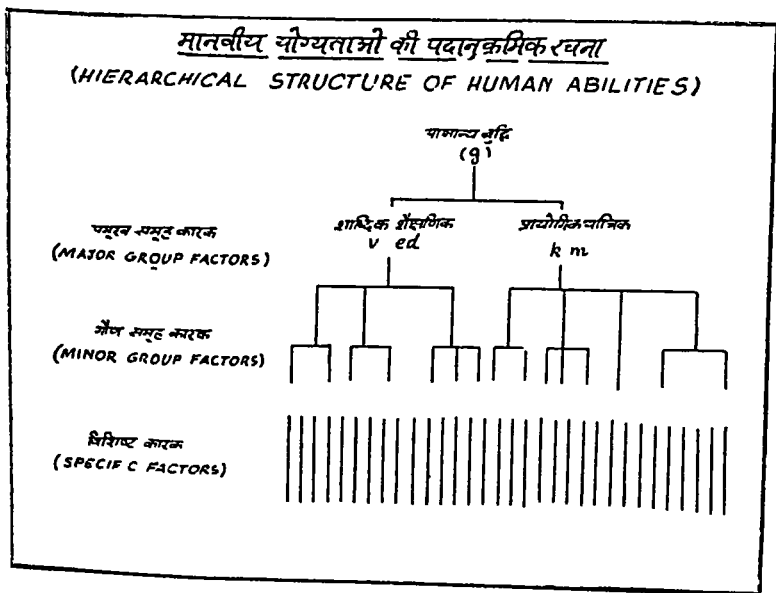 मानवीय योग्यताओ की पदानुक्रमिक रचना
(HIERARCHICAL STRUCTURE OF HUMAN ABILITIES)
सामान्य बुद्धि
(g)
प्रमुख समूह कारक
(MAJOR GROUP FACTORS)
शाब्दिक शैक्षणिक
v ed
प्रायोगिक यान्त्रिक
k m
गौण समूह कारक
(MINOR GROUP FACTORS)
विशिष्ट कारक
(SPECIF C FACTORS)